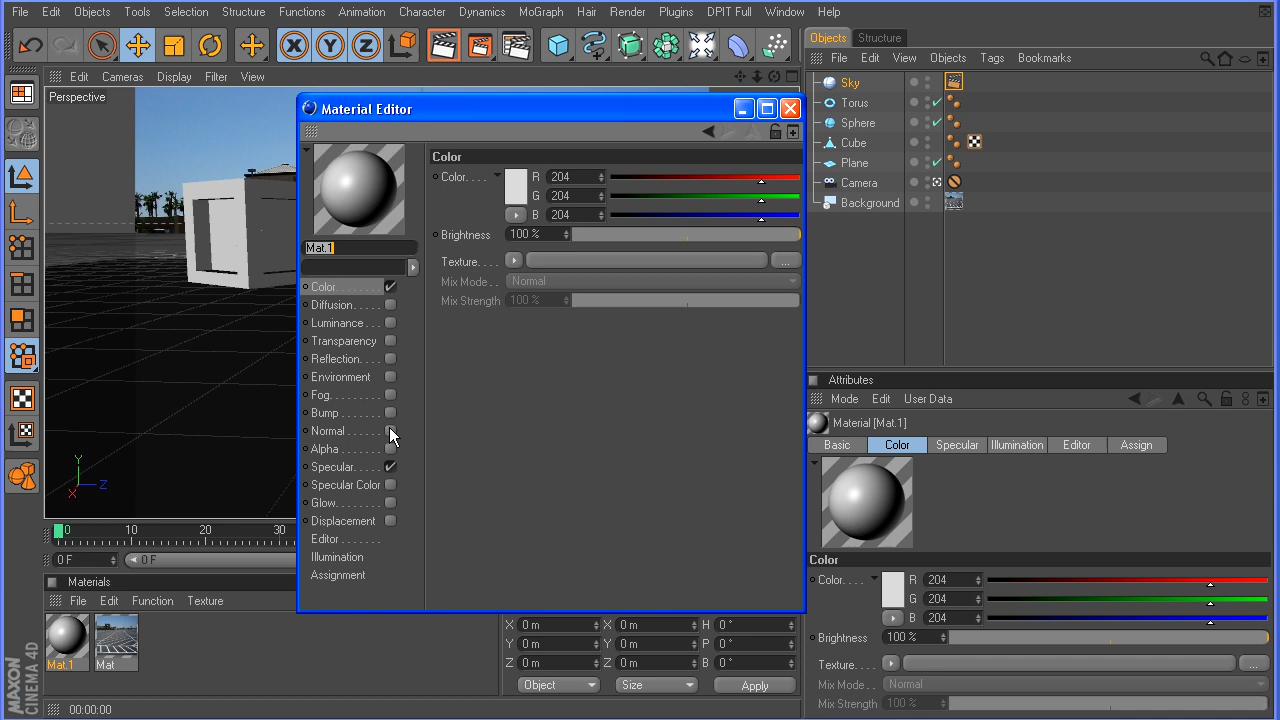 File Edit Objects Tools Selection Structure Functions Animation Character Dynamics MoGraph Hair Render Plugins DPIT Full Window Help
X Y Z
Objects Structure
File Edit View Objects Tags Bookmarks
Edit Cameras Display Filter View
Perspective
Sky
Torus
Sphere
Cube
Plane
Camera
Background
Material Editor
Mat.1
Color. . . . . . . .
Diffusion. . . . .
Luminance . . .
Transparency
Reflection. . . .
Environment
Fog. . . . . . . . .
Bump . . . . . . .
Normal . . . . . .
Alpha . . . . . . .
Specular. . . . .
Specular Color
Glow. . . . . . . .
Displacement
Editor . . . . . . .
Illumination
Assignment
Color
Color. . . .
R 204
G 204
B 204
Brightness 100 %
Texture. . . . ...
Mix Mode . . Normal
Mix Strength 100 %
Y
X
Z
0 10 20 30
0 F 0 F
Materials
File Edit Function Texture
Mat.1 Mat
X 0 m X 0 m H 0 °
Y 0 m Y 0 m P 0 °
Z 0 m Z 0 m B 0 °
Object Size Apply
00:00:00
MAXON
CINEMA 4D
Attributes
Mode Edit User Data
Material [Mat.1]
Basic Color Specular Illumination Editor Assign
Color
Color. . . . R 204
G 204
B 204
Brightness 100 %
Texture. . . . ...
Mix Mode . . Normal
Mix Strength 100 %